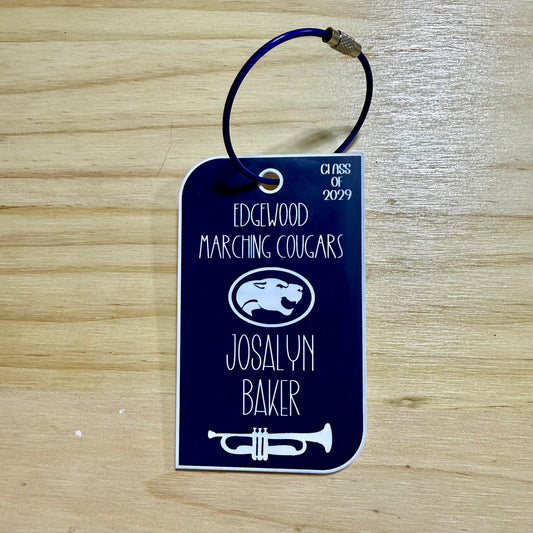 CLASS
OF
2029
EDGEWOOD
MARCHING COUGARS
JOSALYN
BAKER